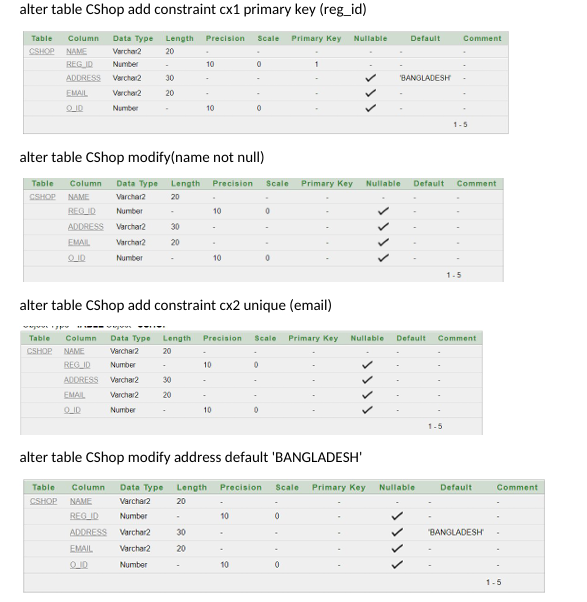 alter table CShop add constraint cx1 primary key (reg_id)
Table Column Data Type Length Precision Scale Primary Key Nullable Default Comment
CSHOP NAME Varchar2 20 - - - - - -
REG_ID Number - 10 0 1 - - -
ADDRESS Varchar2 30 - - - ✓ 'BANGLADESH' -
EMAIL Varchar2 20 - - - ✓ - -
O_ID Number - 10 0 - ✓ - -
1 - 5
alter table CShop modify(name not null)
Table Column Data Type Length Precision Scale Primary Key Nullable Default Comment
CSHOP NAME Varchar2 20 - - - - - -
REG_ID Number - 10 0 - ✓ - -
ADDRESS Varchar2 30 - - - ✓ - -
EMAIL Varchar2 20 - - - ✓ - -
O_ID Number - 10 0 - ✓ - -
1 - 5
alter table CShop add constraint cx2 unique (email)
Table Column Data Type Length Precision Scale Primary Key Nullable Default Comment
CSHOP NAME Varchar2 20 - - - - - -
REG_ID Number - 10 0 - ✓ - -
ADDRESS Varchar2 30 - - - ✓ - -
EMAIL Varchar2 20 - - - ✓ - -
O_ID Number - 10 0 - ✓ - -
1 - 5
alter table CShop modify address default 'BANGLADESH'
Table Column Data Type Length Precision Scale Primary Key Nullable Default Comment
CSHOP NAME Varchar2 20 - - - - - -
REG_ID Number - 10 0 - ✓ - -
ADDRESS Varchar2 30 - - - ✓ 'BANGLADESH' -
EMAIL Varchar2 20 - - - ✓ - -
O_ID Number - 10 0 - ✓ - -
1 - 5